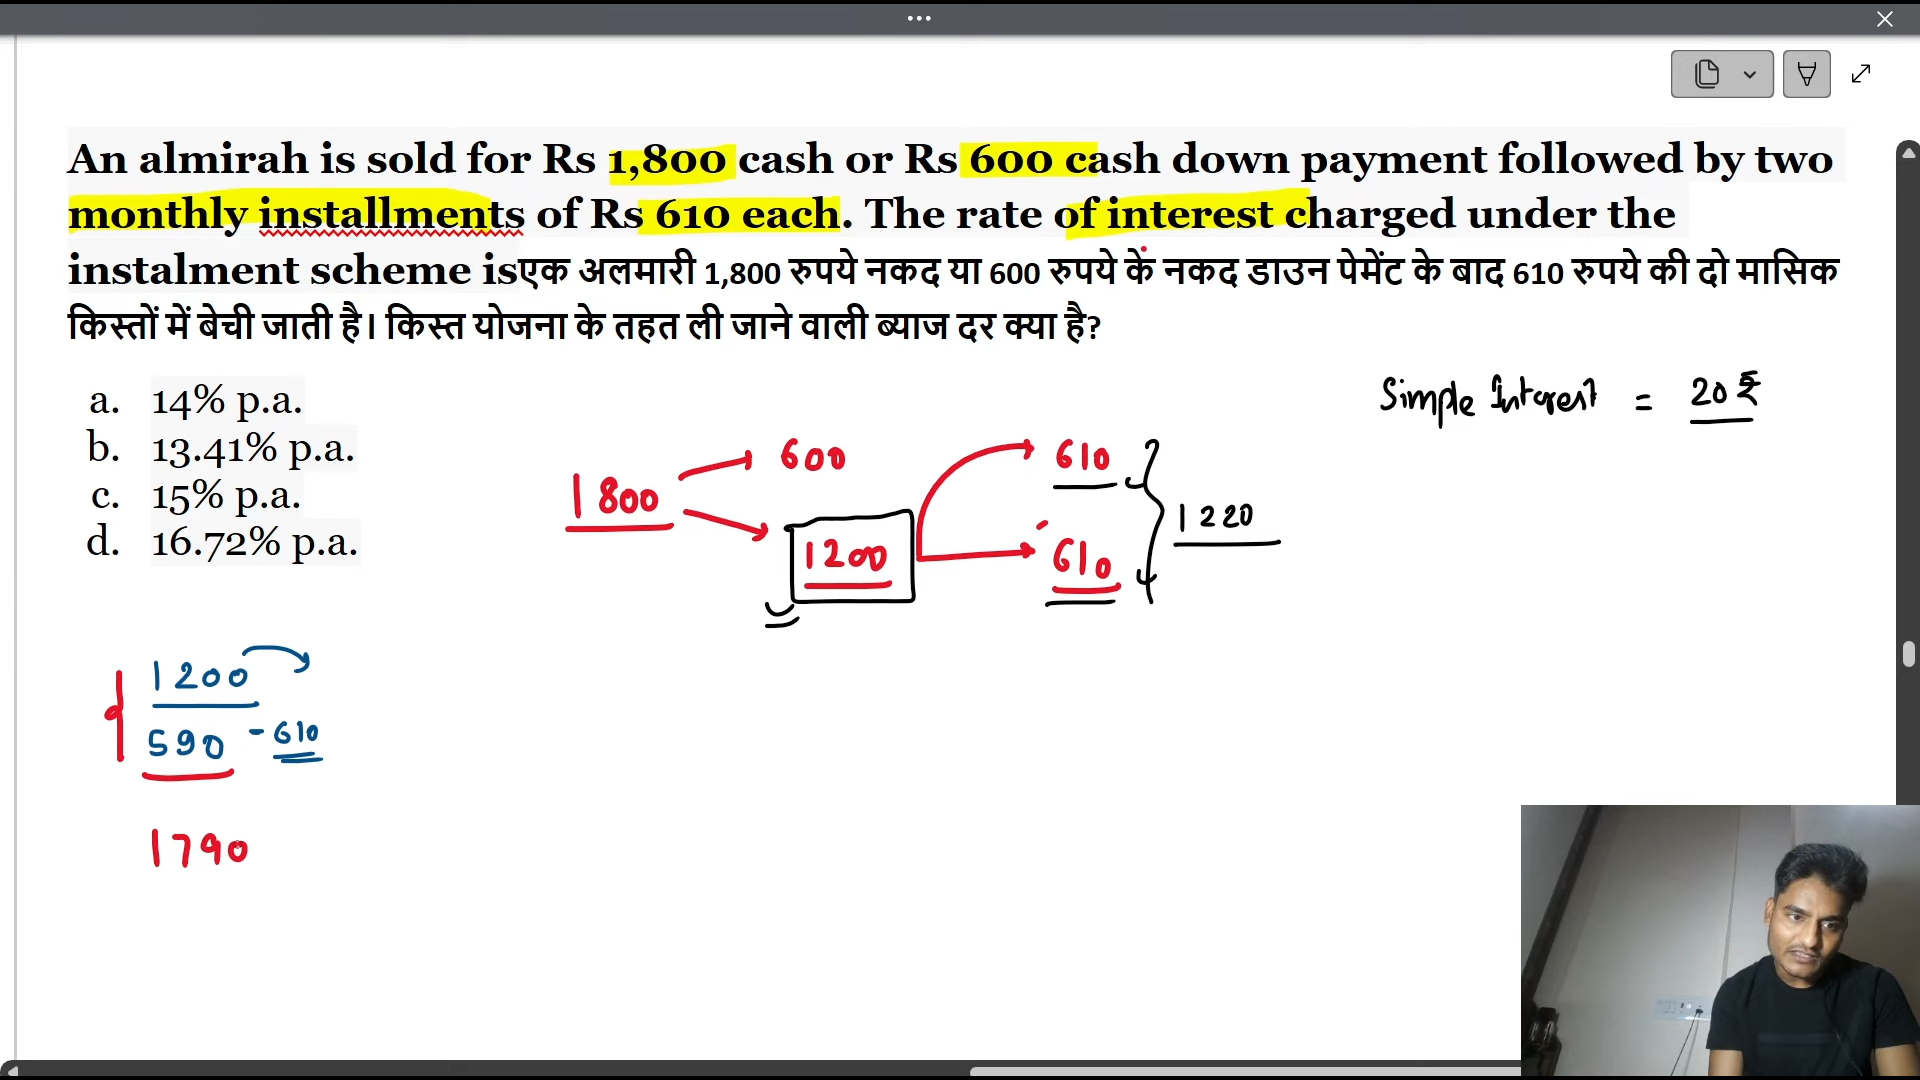 An almirah is sold for Rs 1,800 cash or Rs 600 cash down payment followed by two
monthly installments of Rs 610 each. The rate of interest charged under the
instalment scheme isएक अलमारी 1,800 रुपये नकद या 600 रुपये के नकद डाउन पेमेंट के बाद 610 रुपये की दो मासिक
किस्तों में बेची जाती है। किस्त योजना के तहत ली जाने वाली ब्याज दर क्या है?
a. 14% p.a.
b. 13.41% p.a.
c. 15% p.a.
d. 16.72% p.a.
Simple Interest = 20 ₹
1800
600
1200
610
610
1220
1200
590 - 610
1790